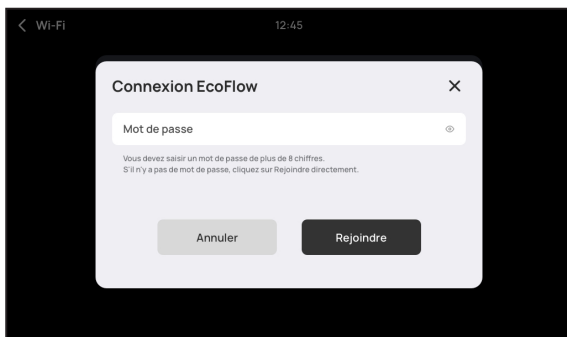 Wi-Fi
12:45
Connexion EcoFlow
Mot de passe
Vous devez saisir un mot de passe de plus de 8 chiffres.
S'il n'y a pas de mot de passe, cliquez sur Rejoindre directement.
Annuler
Rejoindre